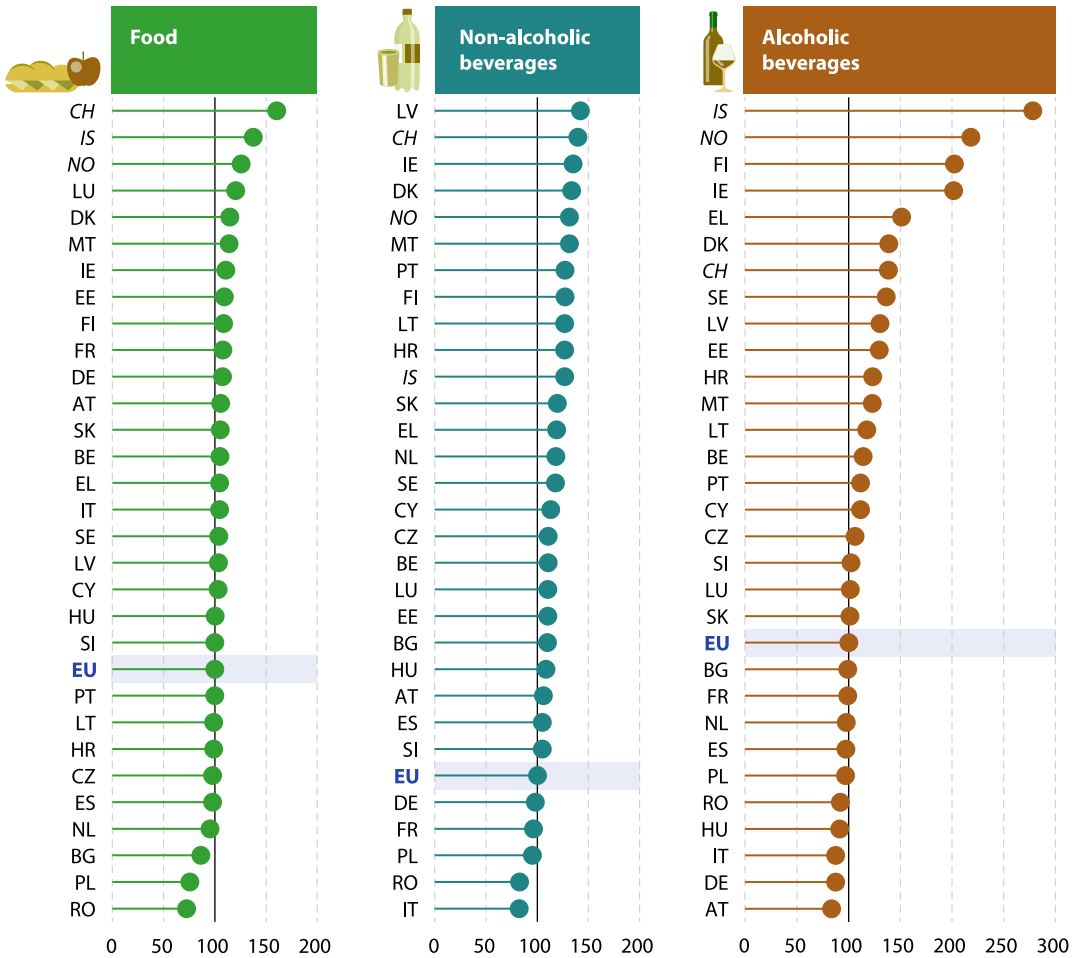 Food
CH
IS
NO
LU
DK
MT
IE
EE
FI
FR
DE
AT
SK
BE
EL
IT
SE
LV
CY
HU
SI
EU
PT
LT
HR
CZ
ES
NL
BG
PL
RO
0 50 100 150 200
Non-alcoholic
beverages
LV
CH
IE
DK
NO
MT
PT
FI
LT
HR
IS
SK
EL
NL
SE
CY
CZ
BE
LU
EE
BG
HU
AT
ES
SI
EU
DE
FR
PL
RO
IT
0 50 100 150 200
Alcoholic
beverages
IS
NO
FI
IE
EL
DK
CH
SE
LV
EE
HR
MT
LT
BE
PT
CY
CZ
SI
LU
SK
EU
BG
FR
NL
ES
PL
RO
HU
IT
DE
AT
0 50 100 150 200 250 300